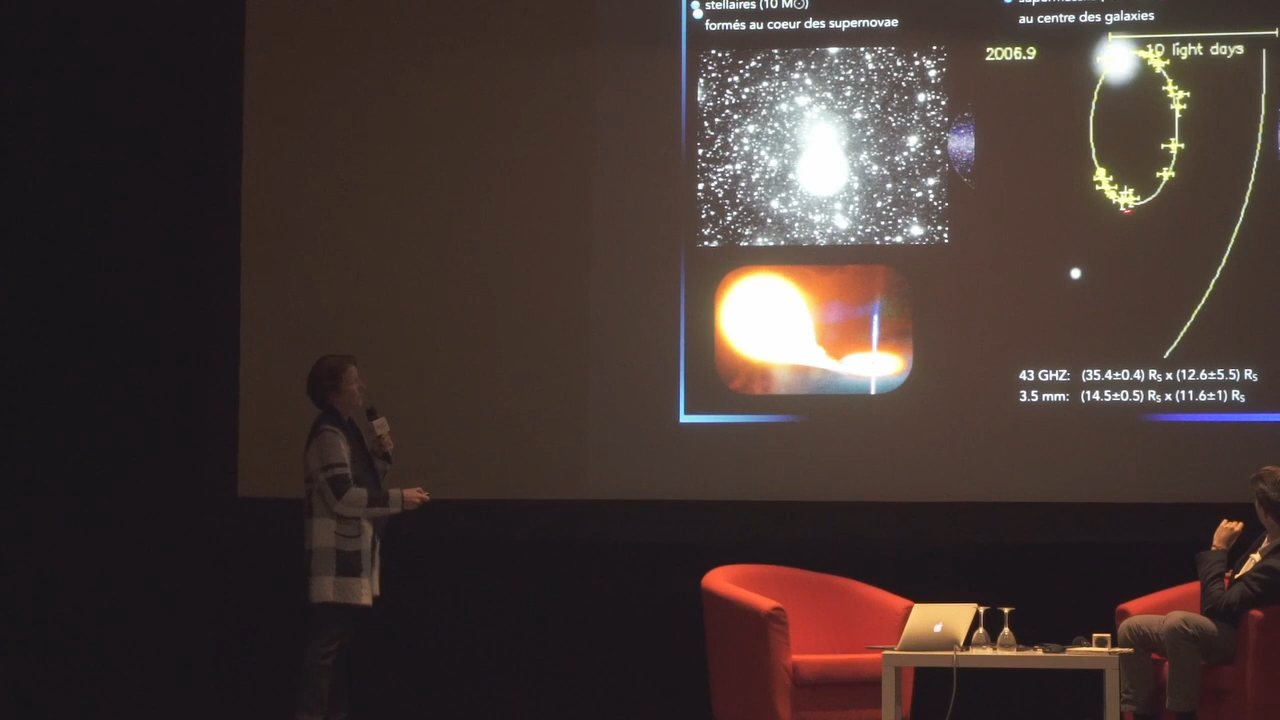 stellaires (10 M☉)
formés au coeur des supernovae
au centre des galaxies
2006.9
10 light days
43 GHZ: (35.4±0.4) RS x (12.6±5.5) RS
3.5 mm: (14.5±0.5) RS x (11.6±1) RS